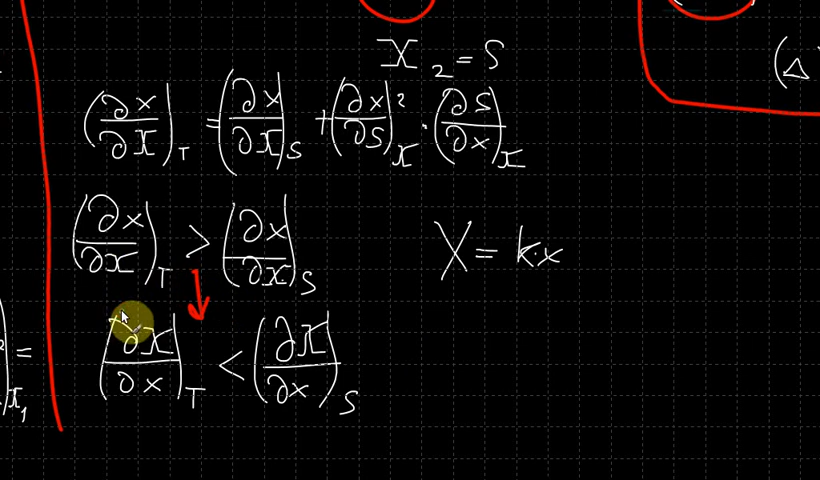 X₂ = S
(Δ
(∂x/∂X)_T = (∂x/∂X)_S + (∂x/∂S)²_X · (∂S/∂x)_X
(∂x/∂X)_T > (∂x/∂X)_S
X = k·x
(∂X/∂x)_T < (∂X/∂x)_S
=